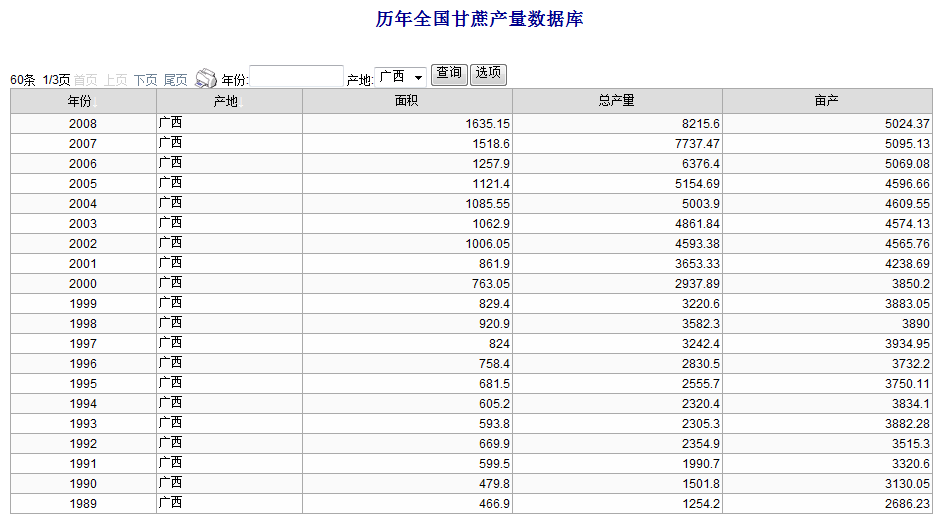 历年全国甘蔗产量数据库
60条 1/3页 首页 上页 下页 尾页 年份: 产地: 广西 查询 选项
年份 产地 面积 总产量 亩产
2008 广西 1635.15 8215.6 5024.37
2007 广西 1518.6 7737.47 5095.13
2006 广西 1257.9 6376.4 5069.08
2005 广西 1121.4 5154.69 4596.66
2004 广西 1085.55 5003.9 4609.55
2003 广西 1062.9 4861.84 4574.13
2002 广西 1006.05 4593.38 4565.76
2001 广西 861.9 3653.33 4238.69
2000 广西 763.05 2937.89 3850.2
1999 广西 829.4 3220.6 3883.05
1998 广西 920.9 3582.3 3890
1997 广西 824 3242.4 3934.95
1996 广西 758.4 2830.5 3732.2
1995 广西 681.5 2555.7 3750.11
1994 广西 605.2 2320.4 3834.1
1993 广西 593.8 2305.3 3882.28
1992 广西 669.9 2354.9 3515.3
1991 广西 599.5 1990.7 3320.6
1990 广西 479.8 1501.8 3130.05
1989 广西 466.9 1254.2 2686.23